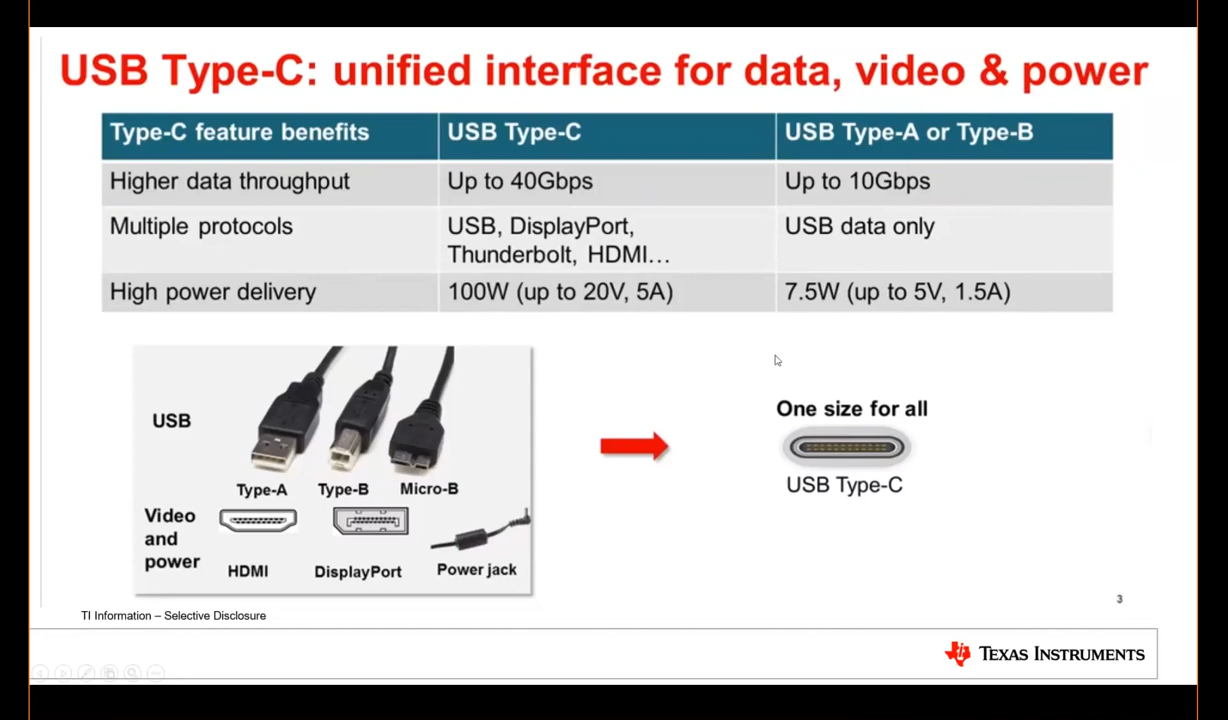 USB Type-C: unified interface for data, video & power
Type-C feature benefits
USB Type-C
USB Type-A or Type-B
Higher data throughput
Up to 40Gbps
Up to 10Gbps
Multiple protocols
USB, DisplayPort,
Thunderbolt, HDMI…
USB data only
High power delivery
100W (up to 20V, 5A)
7.5W (up to 5V, 1.5A)
USB
Type-A
Type-B
Micro-B
Video
and
power
HDMI
DisplayPort
Power jack
One size for all
USB Type-C
3
TI Information – Selective Disclosure
TEXAS INSTRUMENTS